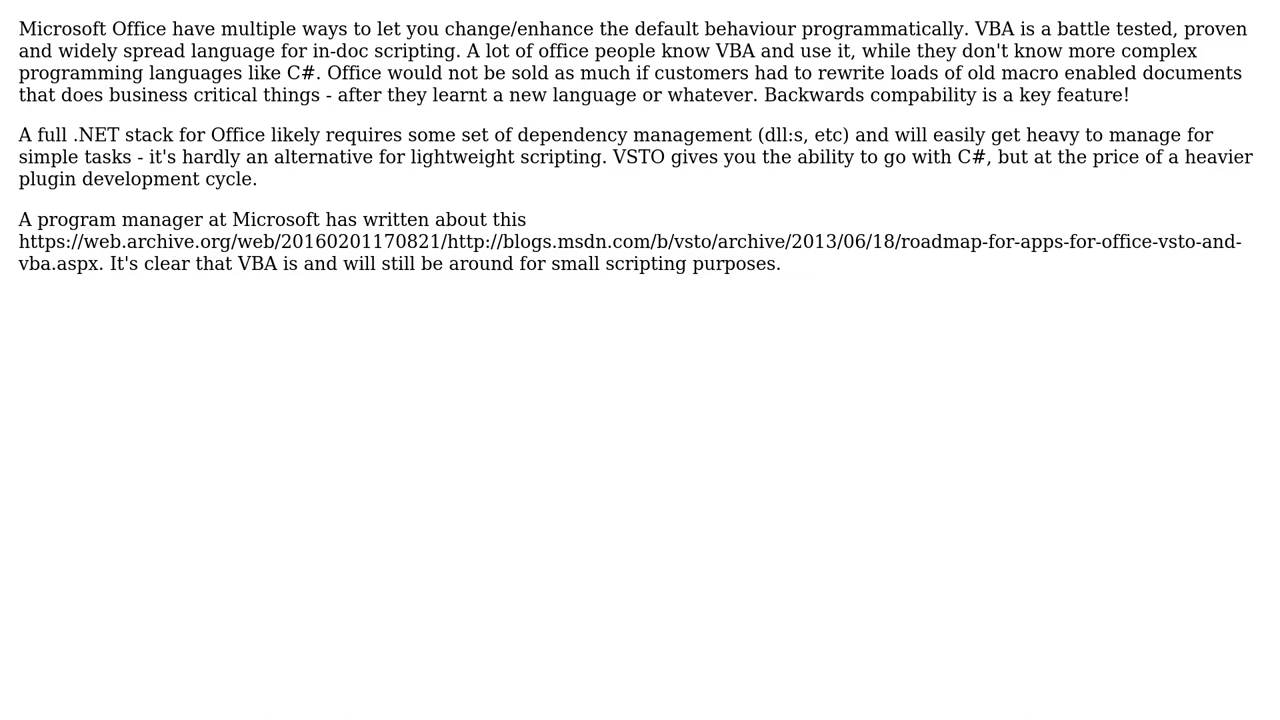 Microsoft Office have multiple ways to let you change/enhance the default behaviour programmatically. VBA is a battle tested, proven
and widely spread language for in-doc scripting. A lot of office people know VBA and use it, while they don't know more complex
programming languages like C#. Office would not be sold as much if customers had to rewrite loads of old macro enabled documents
that does business critical things - after they learnt a new language or whatever. Backwards compability is a key feature!
A full .NET stack for Office likely requires some set of dependency management (dll:s, etc) and will easily get heavy to manage for
simple tasks - it's hardly an alternative for lightweight scripting. VSTO gives you the ability to go with C#, but at the price of a heavier
plugin development cycle.
A program manager at Microsoft has written about this
https://web.archive.org/web/20160201170821/http://blogs.msdn.com/b/vsto/archive/2013/06/18/roadmap-for-apps-for-office-vsto-and-
vba.aspx. It's clear that VBA is and will still be around for small scripting purposes.